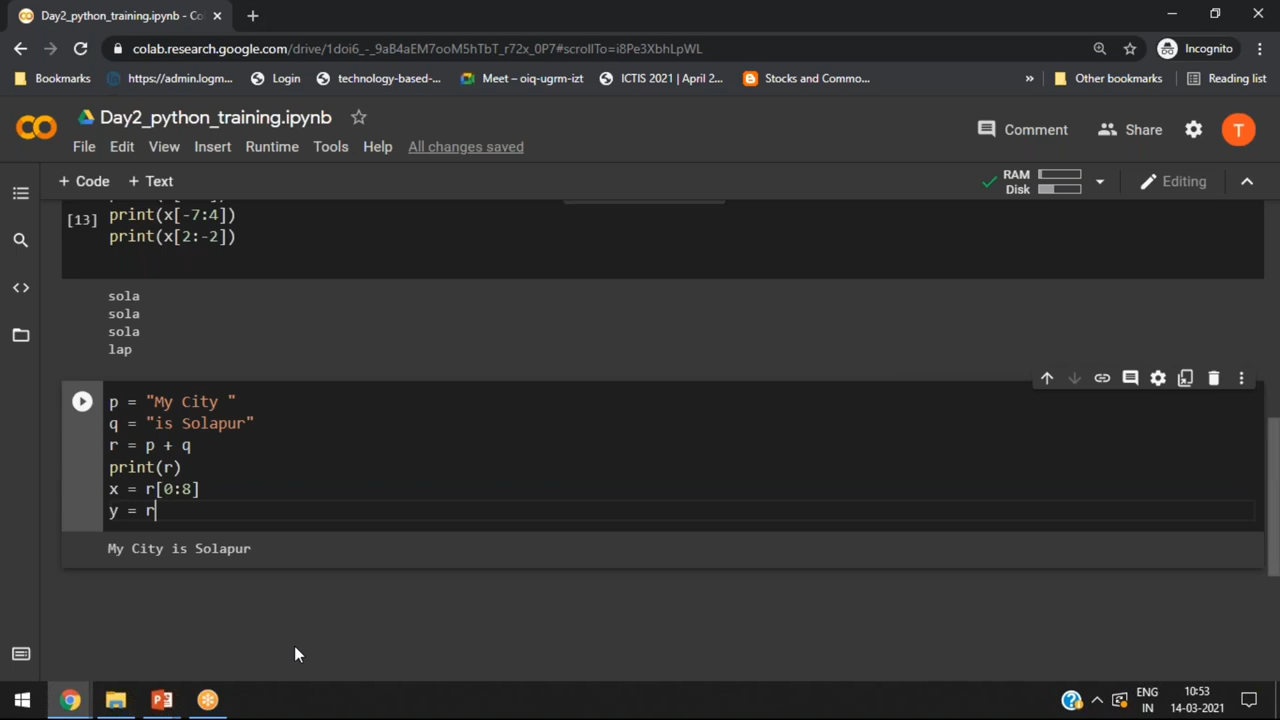 Day2_python_training.ipynb - Co
colab.research.google.com/drive/1doi6_-_9aB4aEM7ooM5hTbT_r72x_0P7#scrollTo=i8Pe3XbhLpWL
Incognito
Bookmarks
https://admin.logm...
Login
technology-based-...
Meet – oiq-ugrm-izt
ICTIS 2021 | April 2...
Stocks and Commo...
»
Other bookmarks
Reading list
Day2_python_training.ipynb
Comment
Share
T
File Edit View Insert Runtime Tools Help All changes saved
+ Code + Text
RAM
Disk
Editing
[13]
print(x[-7:4])
print(x[2:-2])
sola
sola
sola
lap
p = "My City "
q = "is Solapur"
r = p + q
print(r)
x = r[0:8]
y = r
My City is Solapur
ENG
IN
10:53
14-03-2021